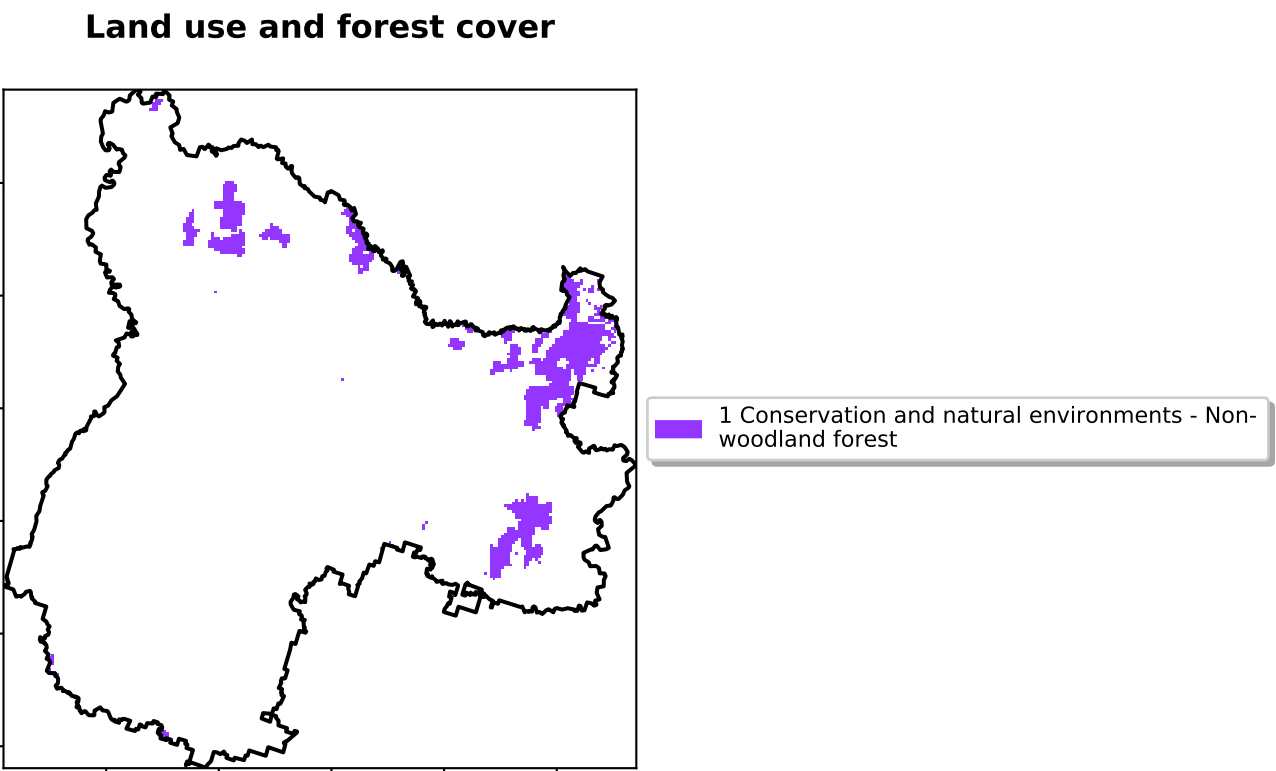 Land use and forest cover
1 Conservation and natural environments - Non-
woodland forest